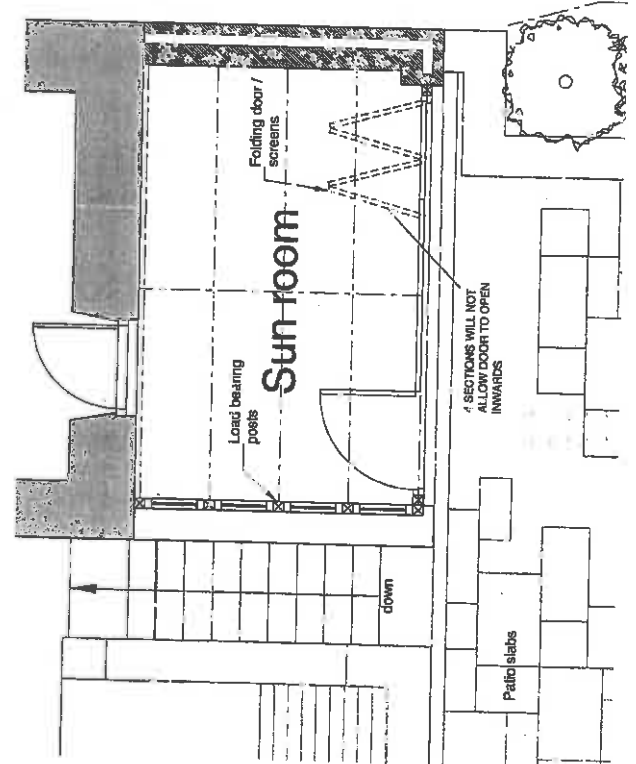 Folding door /
screens
Sun room
Load bearing
posts
4 SECTIONS WILL NOT
ALLOW DOOR TO OPEN
INWARDS
down
Patio slabs